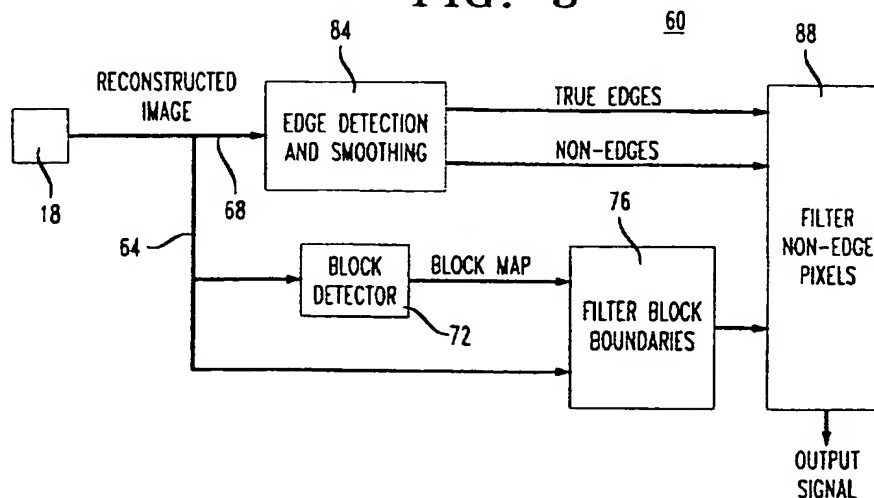 FIG.
60
84
88
RECONSTRUCTED
IMAGE
EDGE DETECTION
AND SMOOTHING
TRUE EDGES
NON-EDGES
18
68
64
76
BLOCK
DETECTOR
BLOCK MAP
72
FILTER BLOCK
BOUNDARIES
FILTER
NON-EDGE
PIXELS
OUTPUT
SIGNAL